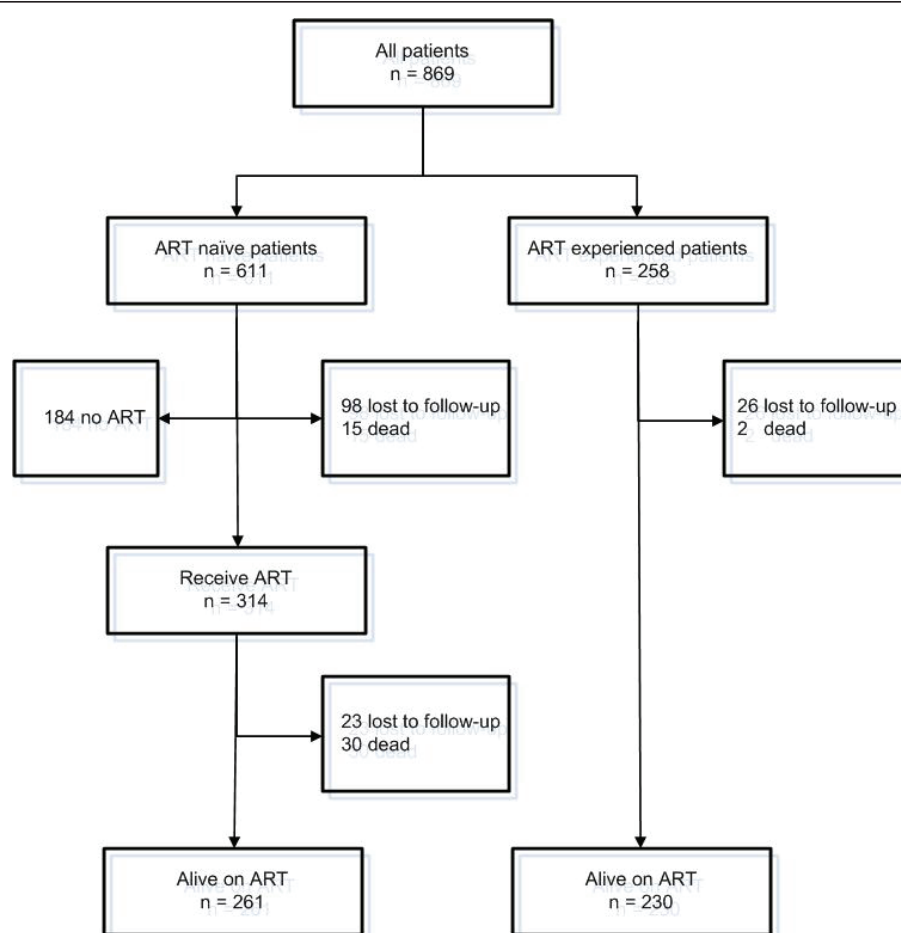 All patients
n = 869
ART naïve patients
n = 611
ART experienced patients
n = 258
184 no ART
98 lost to follow-up
15 dead
26 lost to follow-up
2 dead
Receive ART
n = 314
23 lost to follow-up
30 dead
Alive on ART
n = 261
Alive on ART
n = 230